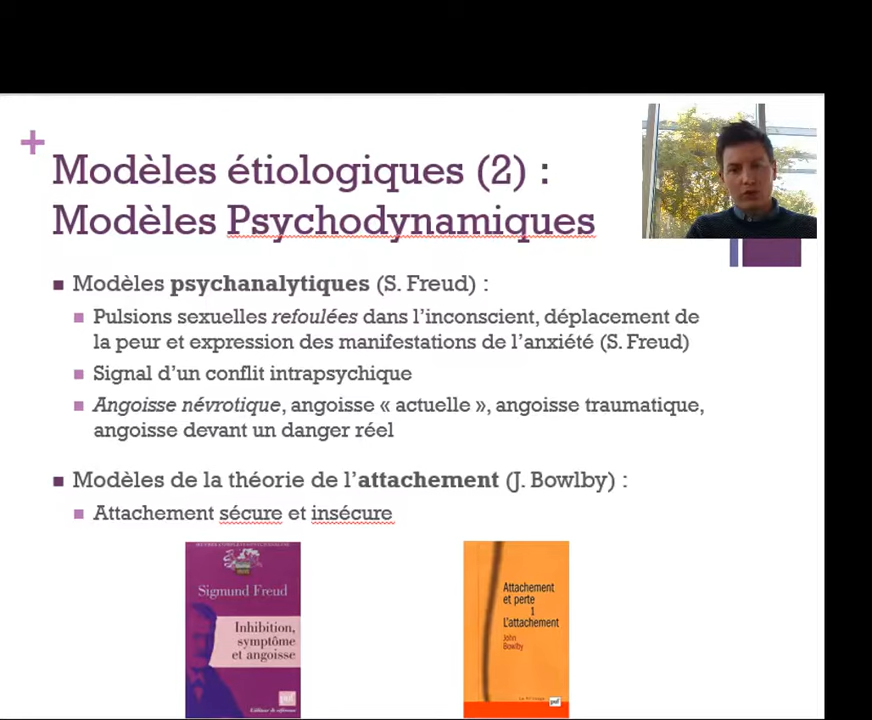 Modèles étiologiques (2) :
Modèles Psychodynamiques
Modèles psychanalytiques (S. Freud) :
Pulsions sexuelles refoulées dans l'inconscient, déplacement de
la peur et expression des manifestations de l'anxiété (S. Freud)
Signal d'un conflit intrapsychique
Angoisse névrotique, angoisse « actuelle », angoisse traumatique,
angoisse devant un danger réel
Modèles de la théorie de l'attachement (J. Bowlby) :
Attachement sécure et insécure
Sigmund Freud
Inhibition,
symptôme
et angoisse
puf
Attachement
et perte
1
L'attachement
John
Bowlby
puf